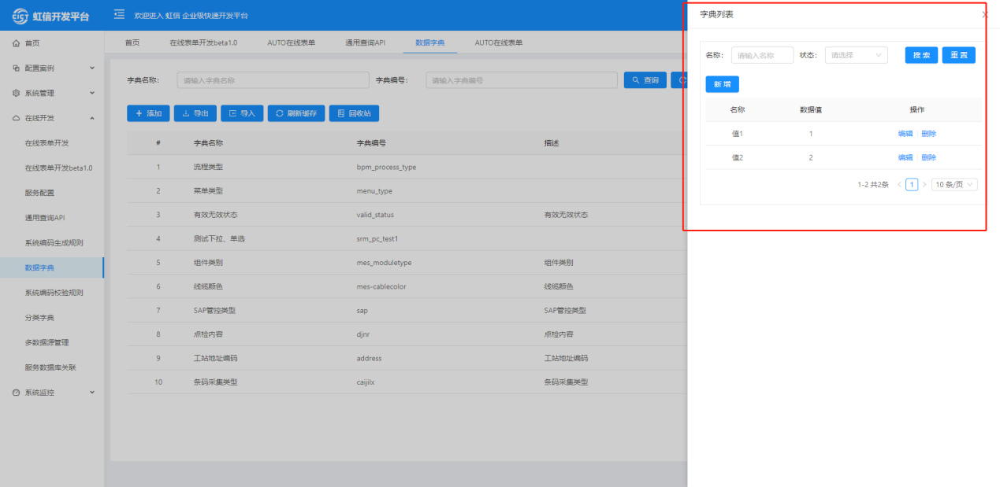 CICT 虹信开发平台 欢迎进入 虹信 企业级快速开发平台
首页
配置案例
系统管理
在线开发
在线表单开发
在线表单开发beta1.0
服务配置
通用查询API
系统编码生成规则
数据字典
系统编码校验规则
分类字典
多数据源管理
服务数据库关联
系统监控
首页 在线表单开发beta1.0 AUTO在线表单 通用查询API 数据字典 AUTO在线表单
字典名称: 请输入字典名称 字典编号: 请输入字典编号 查询
添加 导出 导入 刷新缓存 回收站
# 字典名称 字典编号 描述
1 流程类型 bpm_process_type
2 菜单类型 menu_type
3 有效无效状态 valid_status 有效无效状态
4 测试下拉、单选 srm_pc_test1
5 组件类别 mes_moduletype 组件类别
6 线缆颜色 mes-cablecolor 线缆颜色
7 SAP管控类型 sap SAP管控类型
8 点检内容 djnr 点检内容
9 工站地址编码 address 工站地址编码
10 条码采集类型 caijilx 条码采集类型
字典列表
名称: 请输入名称 状态: 请选择 搜 索 重 置
新 增
名称 数据值 操作
值1 1 编辑 删除
值2 2 编辑 删除
1-2 共2条 < 1 > 10 条/页